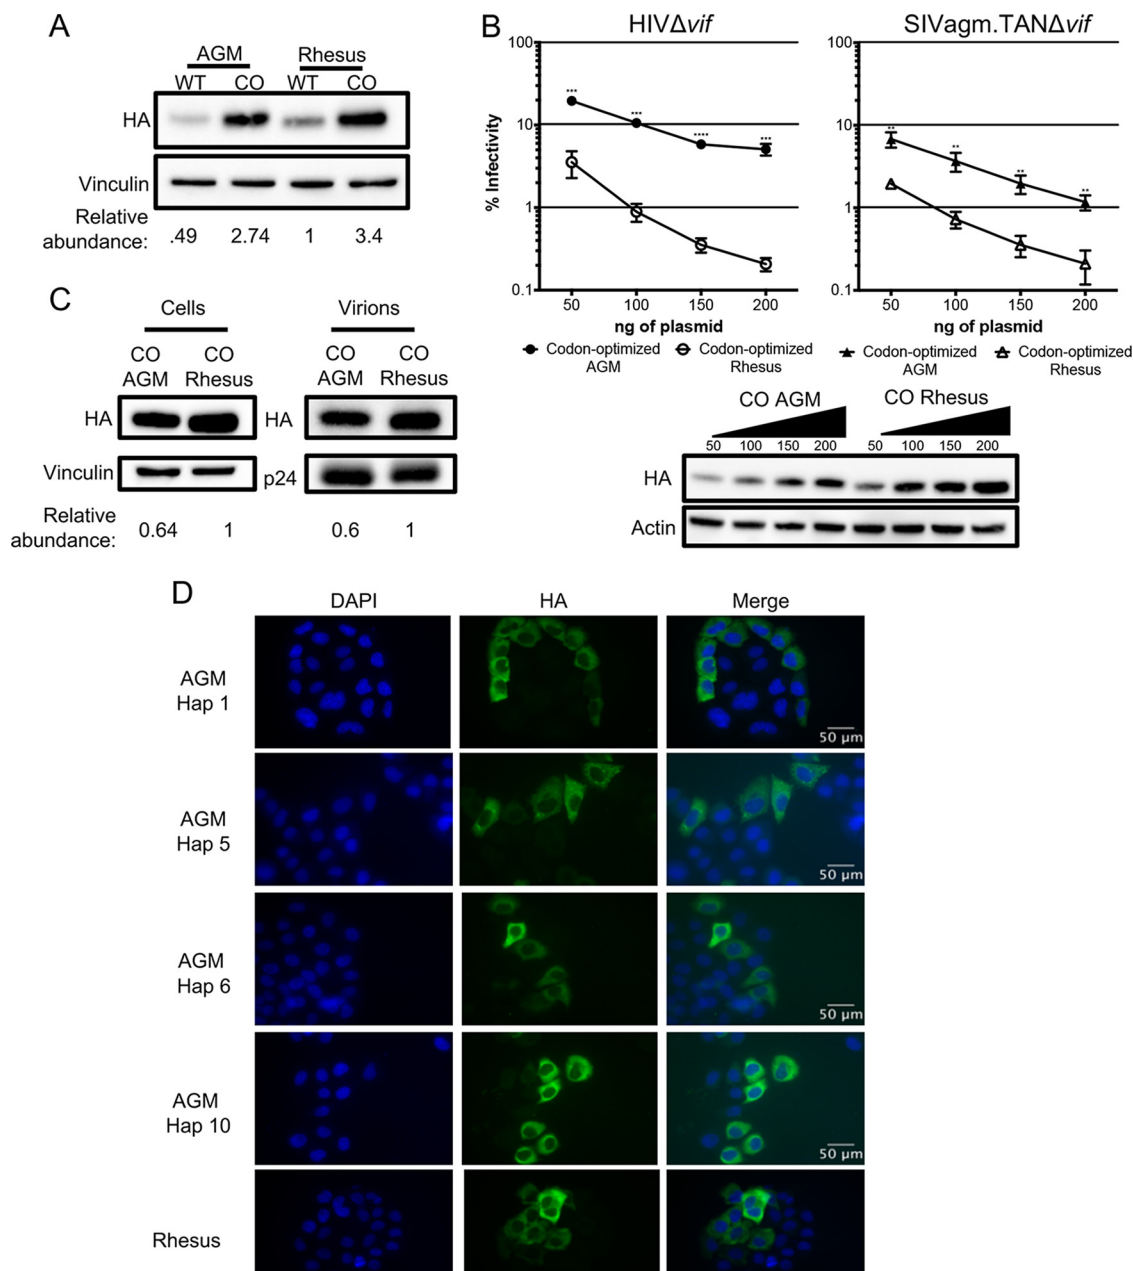 A
AGM Rhesus
WT CO WT CO
HA
Vinculin
Relative
abundance: .49 2.74 1 3.4
B
HIVΔvif
SIVagm.TANΔvif
% Infectivity
100
10
1
0.1
*** *** **** ***
50 100 150 200
ng of plasmid
Codon-optimized
AGM
Codon-optimized
Rhesus
100
10
1
0.1
** ** ** **
50 100 150 200
ng of plasmid
Codon-optimized
AGM
Codon-optimized
Rhesus
CO AGM CO Rhesus
50 100 150 200 50 100 150 200
HA
Actin
C
Cells Virions
CO CO CO CO
AGM Rhesus AGM Rhesus
HA HA
Vinculin p24
Relative
abundance: 0.64 1 0.6 1
D
DAPI HA Merge
AGM
Hap 1
50 µm
AGM
Hap 5
50 µm
AGM
Hap 6
50 µm
AGM
Hap 10
50 µm
Rhesus